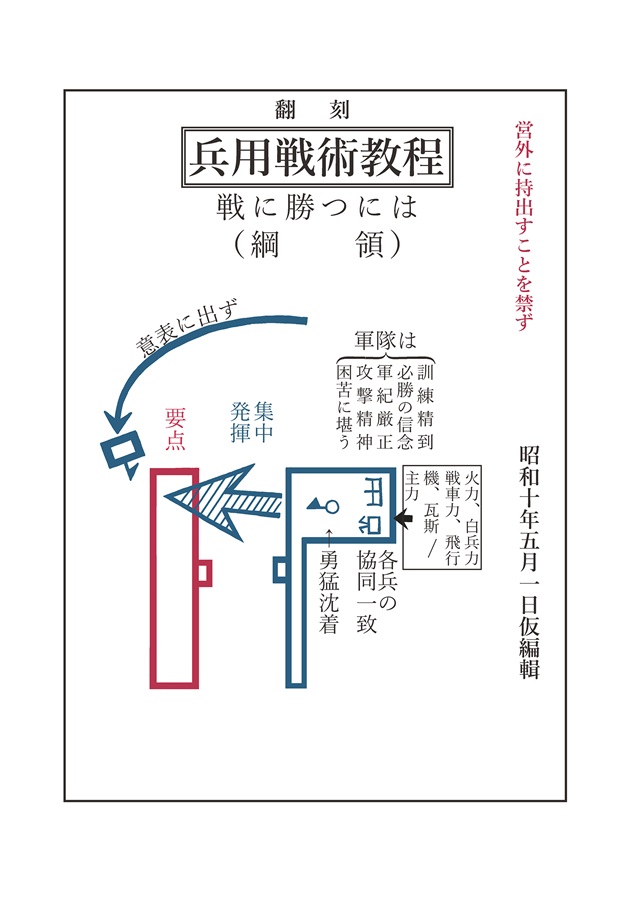 翻刻
兵用戦術教程
戦に勝つには
（綱領）
営外に持出すことを禁ず
昭和十年五月一日仮編輯
意表に出ず
軍隊は
訓練精到
必勝の信念
軍紀厳正
攻撃精神
困苦に堪う
集中
発揮
要点
火力、白兵力
戦車力、飛行
機、瓦斯/
主力
各兵の
協同一致
←勇猛沈着